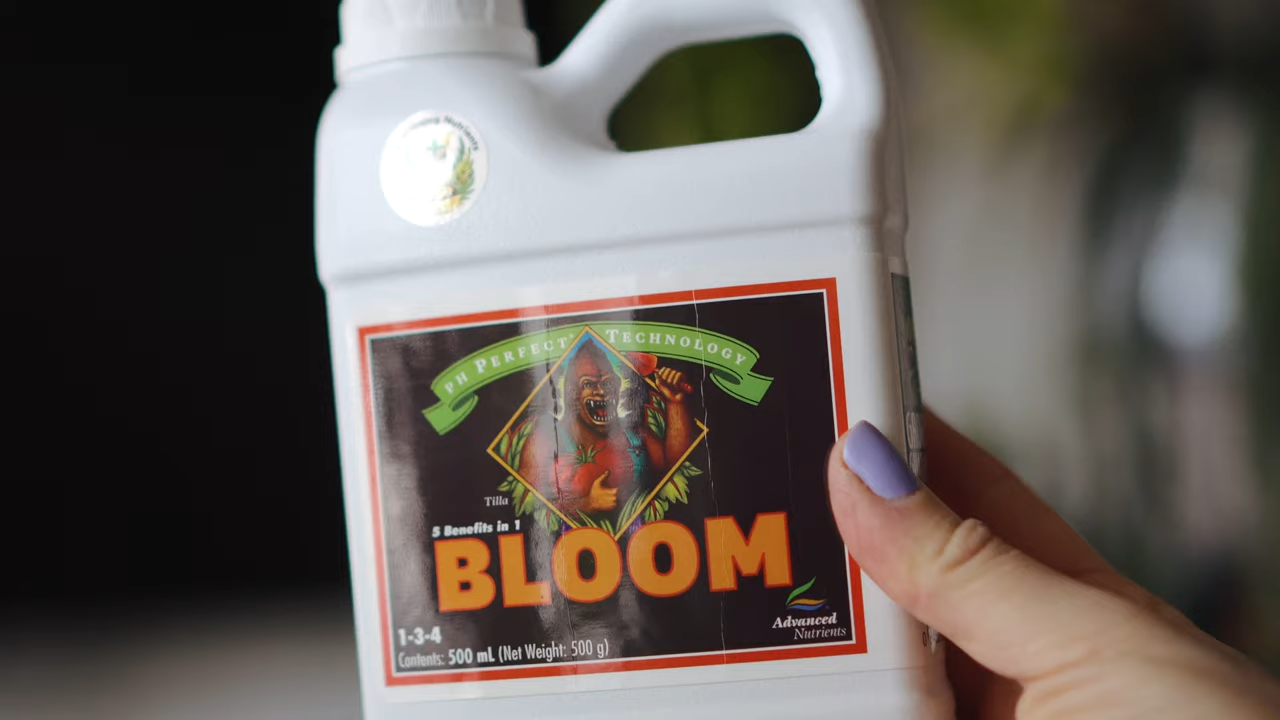 PH PERFECT® TECHNOLOGY
Tilla
5 Benefits in 1
BLOOM
1-3-4
Contents: 500 mL (Net Weight: 500 g)
Advanced
Nutrients